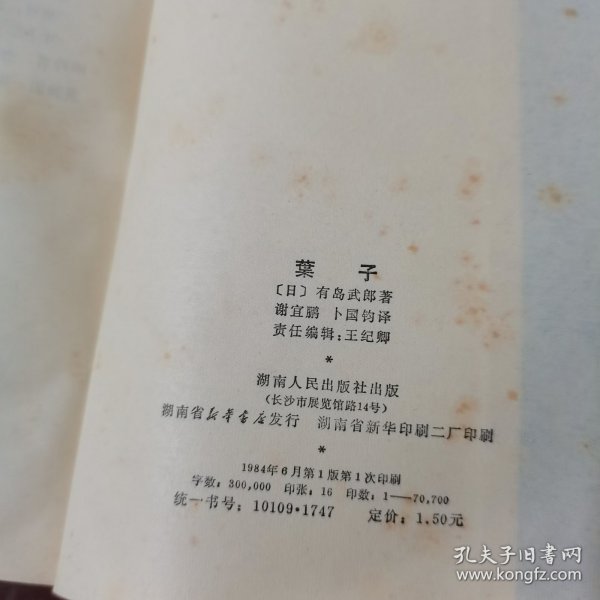 葉 子
〔日〕有岛武郎著
谢宜鹏 卜国钧译
责任编辑:王纪卿
*
湖南人民出版社出版
(长沙市展览馆路14号)
湖南省新华书店发行 湖南省新华印刷二厂印刷
*
1984年6月第1版第1次印刷
字数:300,000 印张:16 印数:1—70,700
统一书号:10109·1747 定价:1.50元
孔夫子旧书网
www.kongfz.com